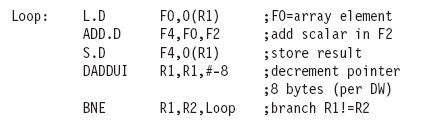 Loop: L.D F0,0(R1) ;F0=array element
ADD.D F4,F0,F2 ;add scalar in F2
S.D F4,0(R1) ;store result
DADDUI R1,R1,#-8 ;decrement pointer
;8 bytes (per DW)
BNE R1,R2,Loop ;branch R1!=R2